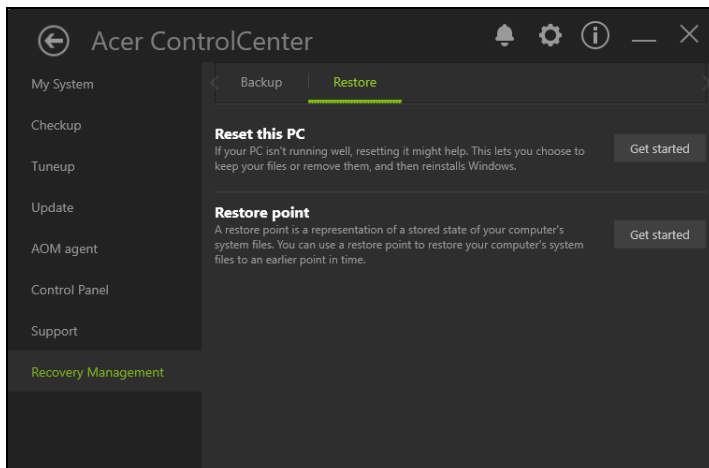 Acer ControlCenter
My System
Checkup
Tuneup
Update
AOM agent
Control Panel
Support
Recovery Management
Backup
Restore
Reset this PC
If your PC isn't running well, resetting it might help. This lets you choose to
keep your files or remove them, and then reinstalls Windows.
Get started
Restore point
A restore point is a representation of a stored state of your computer's
system files. You can use a restore point to restore your computer's system
files to an earlier point in time.
Get started